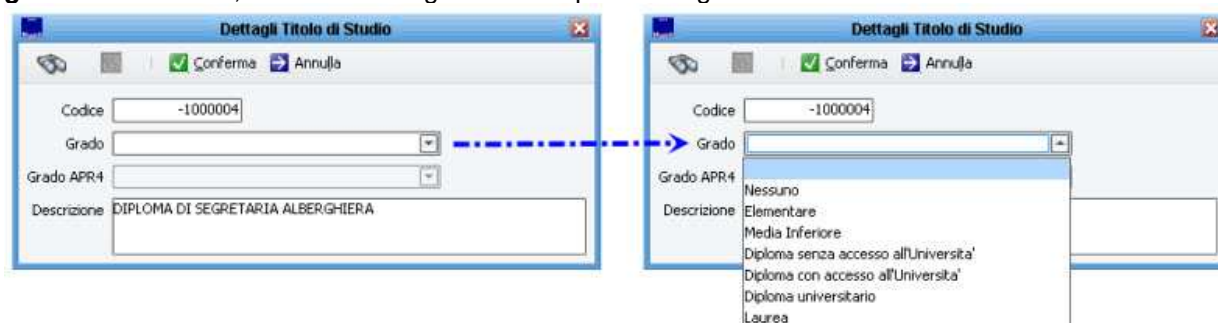 Dettagli Titolo di Studio
Conferma Annulla
Codice -1000004
Grado
Grado APR4
Descrizione DIPLOMA DI SEGRETARIA ALBERGHIERA
Dettagli Titolo di Studio
Conferma Annulla
Codice -1000004
Grado
Grado APR4
Descrizione
Nessuno
Elementare
Media Inferiore
Diploma senza accesso all'Universita'
Diploma con accesso all'Universita'
Diploma universitario
Laurea